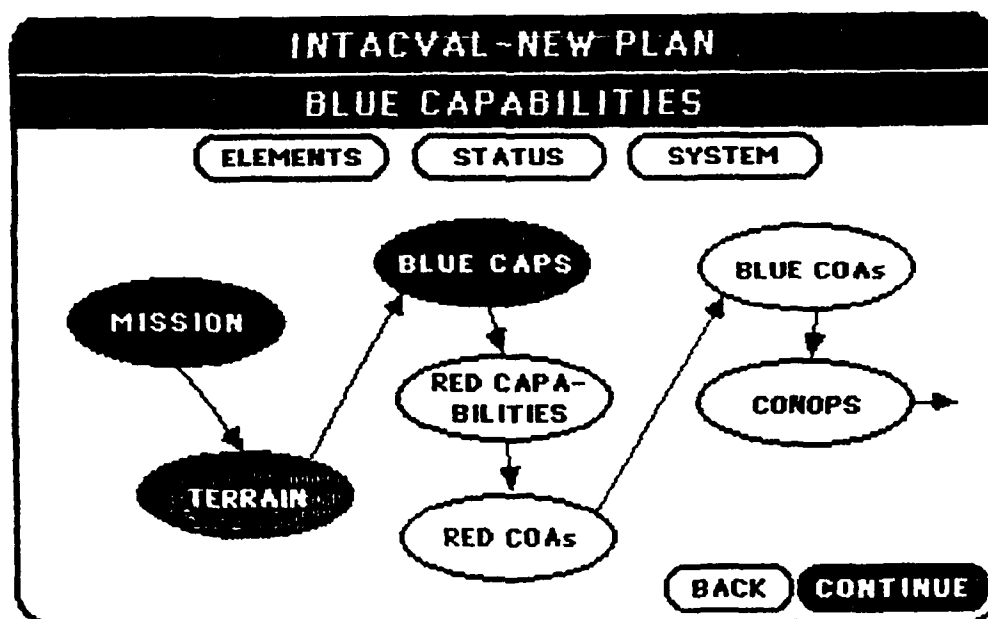 INTACVAL-NEW PLAN
BLUE CAPABILITIES
ELEMENTS STATUS SYSTEM
MISSION
TERRAIN
BLUE CAPS
RED CAPA-
BILITIES
RED COAs
BLUE COAs
CONOPS
BACK CONTINUE